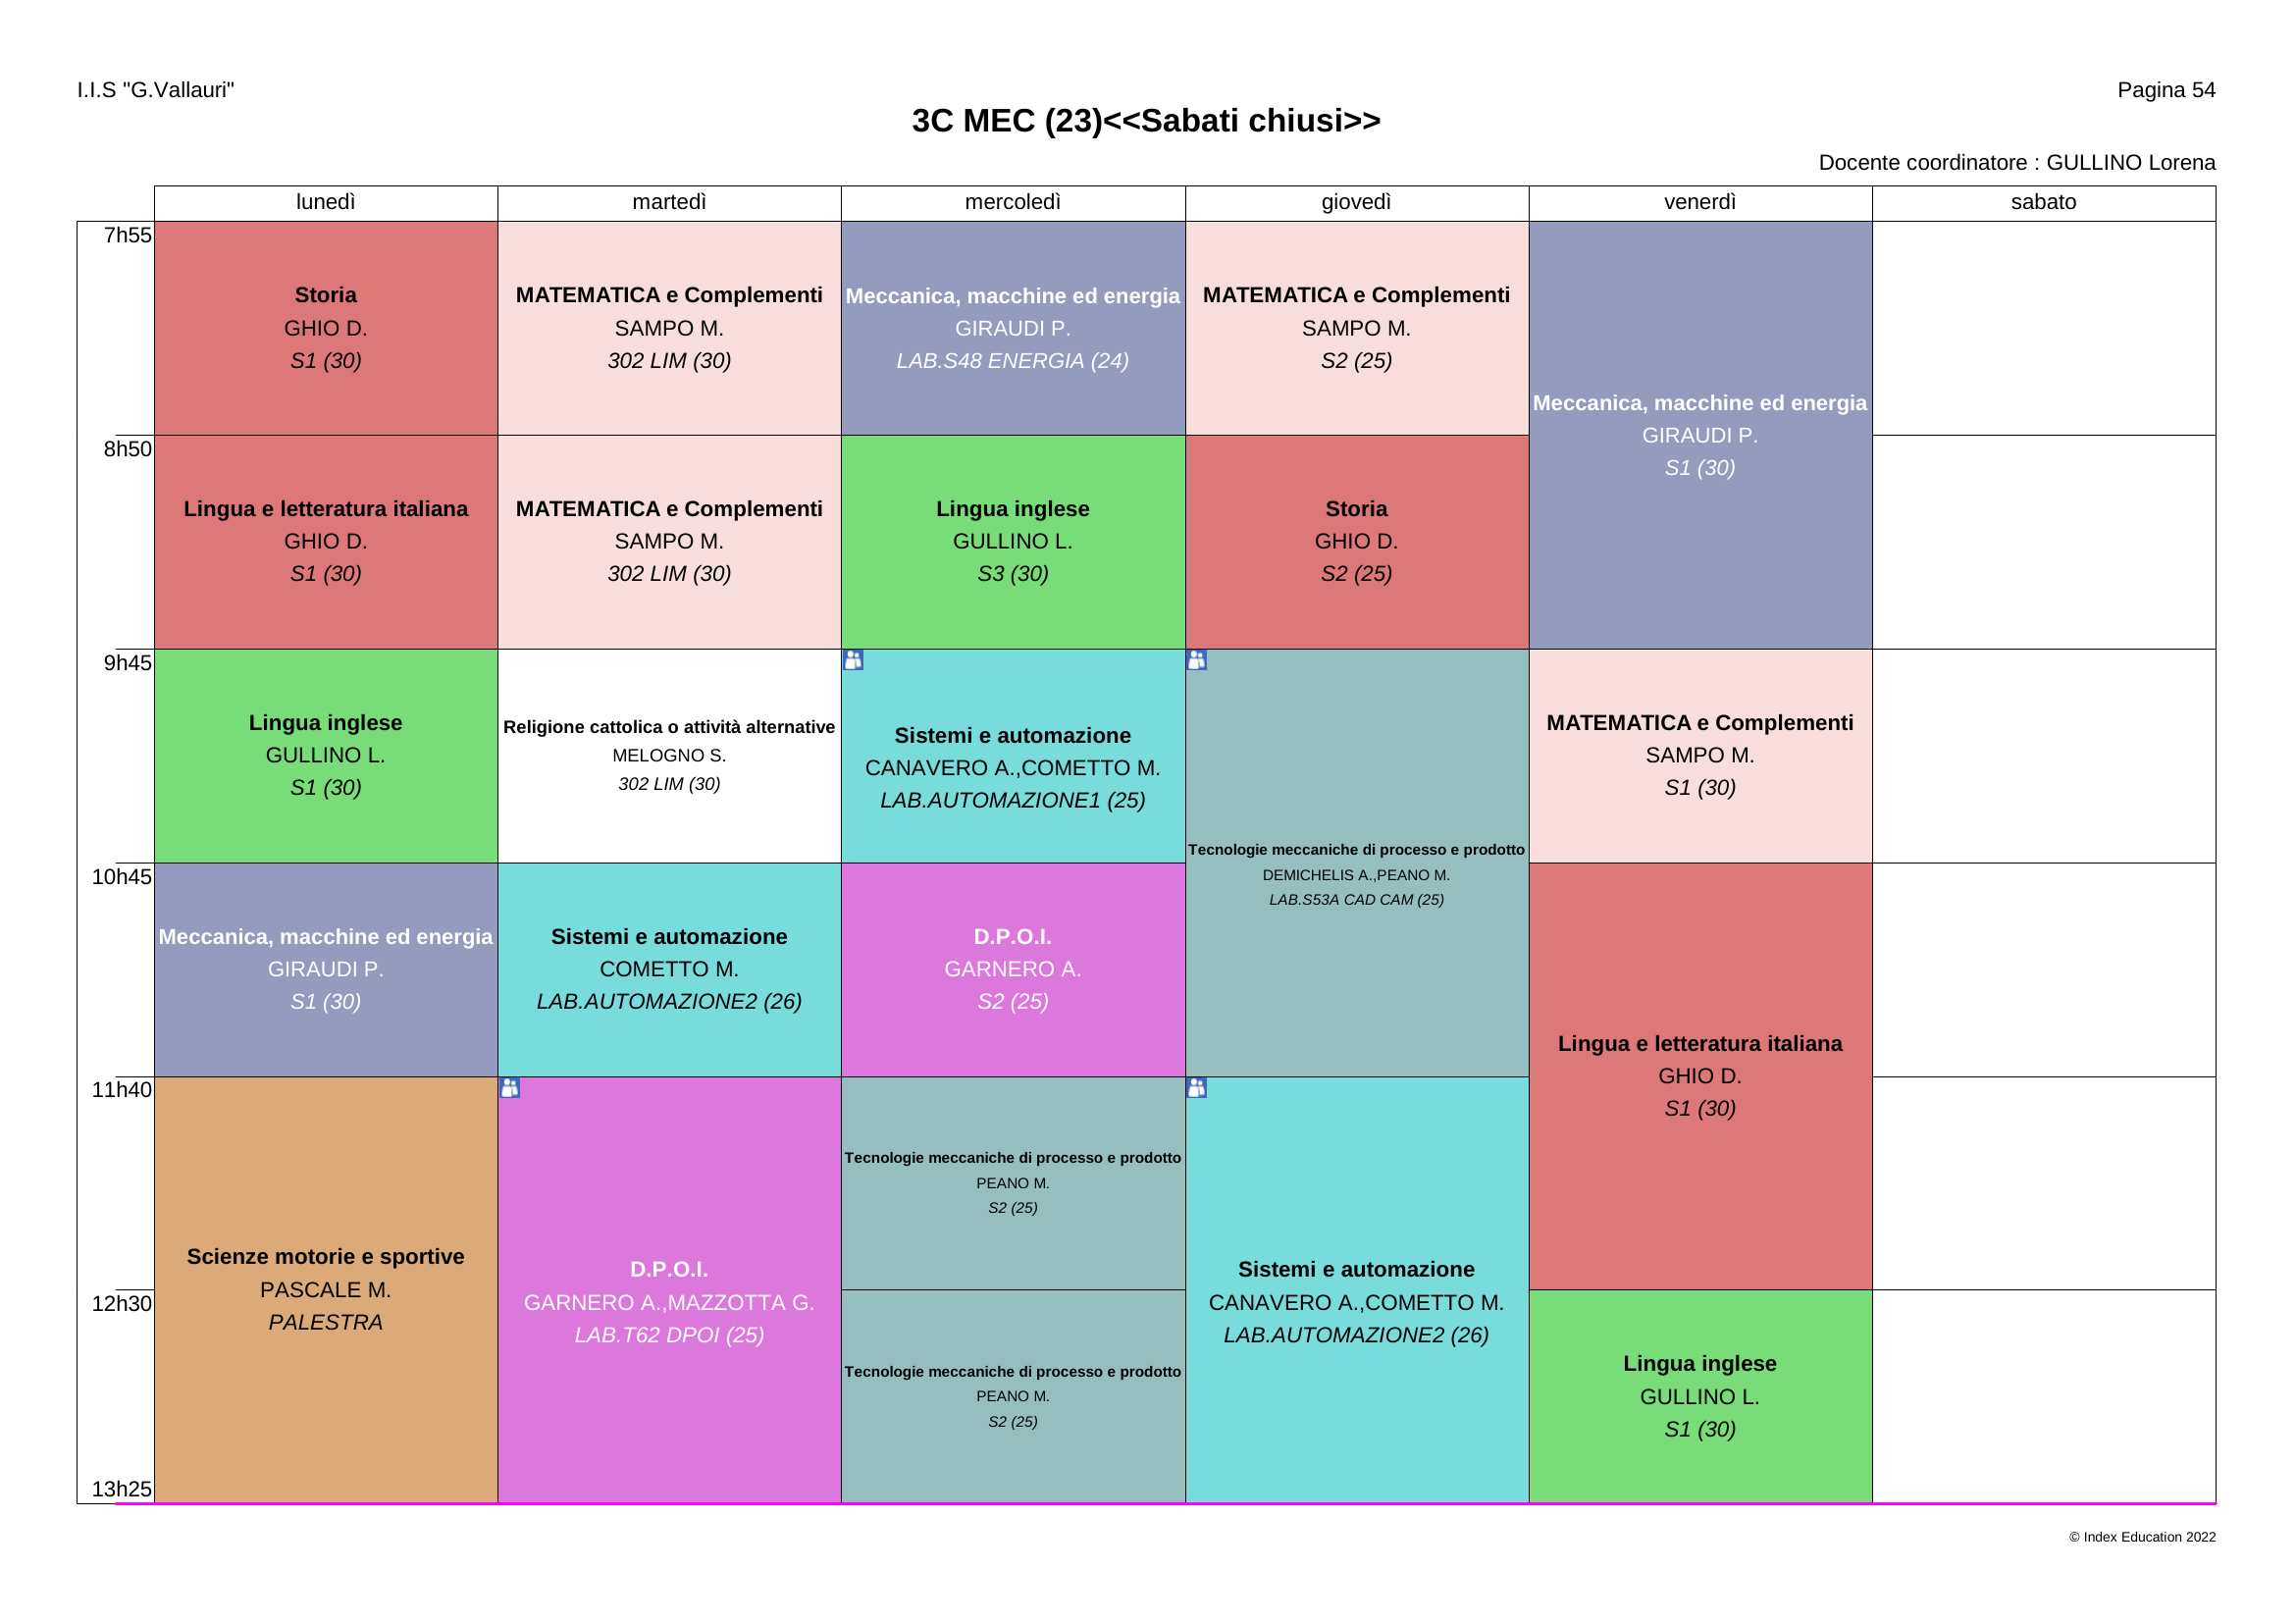 I.I.S "G.Vallauri"
Pagina 54
3C MEC (23)<<Sabati chiusi>>
Docente coordinatore : GULLINO Lorena
lunedì
martedì
mercoledì
giovedì
venerdì
sabato
7h55
Storia
GHIO D.
S1 (30)
MATEMATICA e Complementi
SAMPO M.
302 LIM (30)
Meccanica, macchine ed energia
GIRAUDI P.
LAB.S48 ENERGIA (24)
MATEMATICA e Complementi
SAMPO M.
S2 (25)
Meccanica, macchine ed energia
GIRAUDI P.
S1 (30)
8h50
Lingua e letteratura italiana
GHIO D.
S1 (30)
MATEMATICA e Complementi
SAMPO M.
302 LIM (30)
Lingua inglese
GULLINO L.
S3 (30)
Storia
GHIO D.
S2 (25)
9h45
Lingua inglese
GULLINO L.
S1 (30)
Religione cattolica o attività alternative
MELOGNO S.
302 LIM (30)
Sistemi e automazione
CANAVERO A.,COMETTO M.
LAB.AUTOMAZIONE1 (25)
Tecnologie meccaniche di processo e prodotto
DEMICHELIS A.,PEANO M.
LAB.S53A CAD CAM (25)
MATEMATICA e Complementi
SAMPO M.
S1 (30)
10h45
Meccanica, macchine ed energia
GIRAUDI P.
S1 (30)
Sistemi e automazione
COMETTO M.
LAB.AUTOMAZIONE2 (26)
D.P.O.I.
GARNERO A.
S2 (25)
Lingua e letteratura italiana
GHIO D.
S1 (30)
11h40
Scienze motorie e sportive
PASCALE M.
PALESTRA
D.P.O.I.
GARNERO A.,MAZZOTTA G.
LAB.T62 DPOI (25)
Tecnologie meccaniche di processo e prodotto
PEANO M.
S2 (25)
Sistemi e automazione
CANAVERO A.,COMETTO M.
LAB.AUTOMAZIONE2 (26)
12h30
Tecnologie meccaniche di processo e prodotto
PEANO M.
S2 (25)
Lingua inglese
GULLINO L.
S1 (30)
13h25
© Index Education 2022